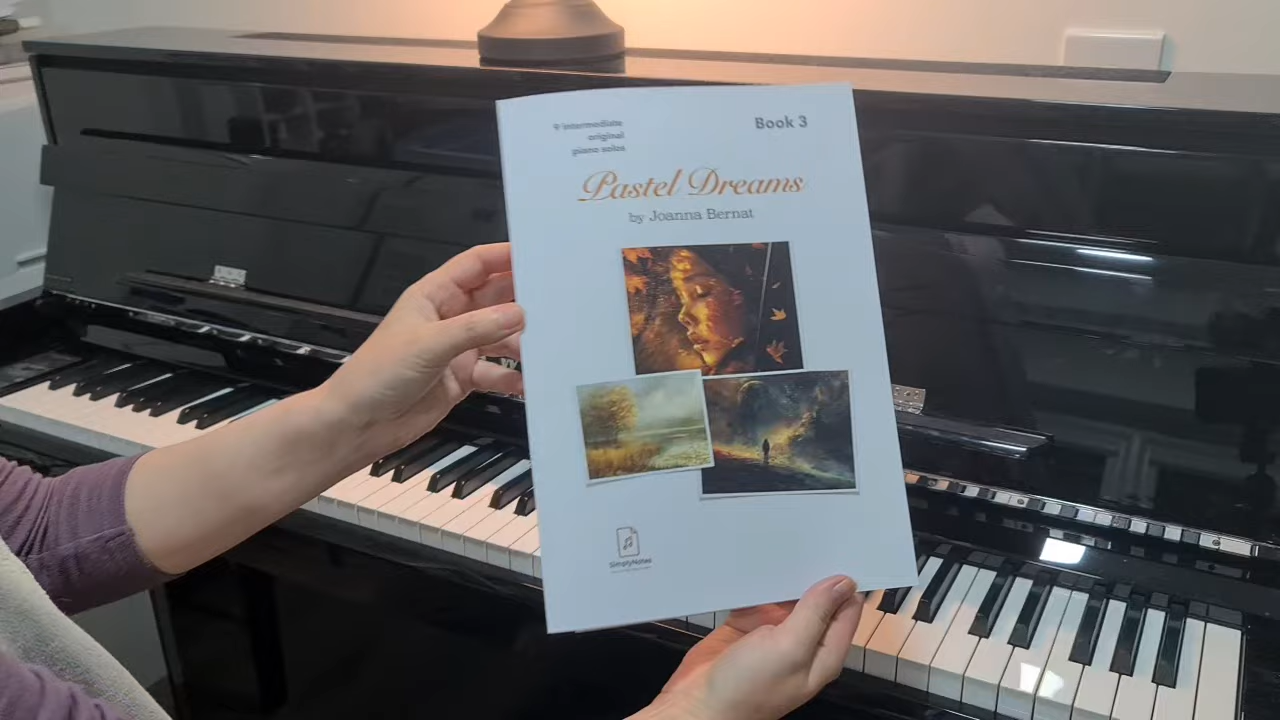 9 intermediate
original
piano solos
Book 3
Pastel Dreams
by Joanna Bernat
SimplyNotes